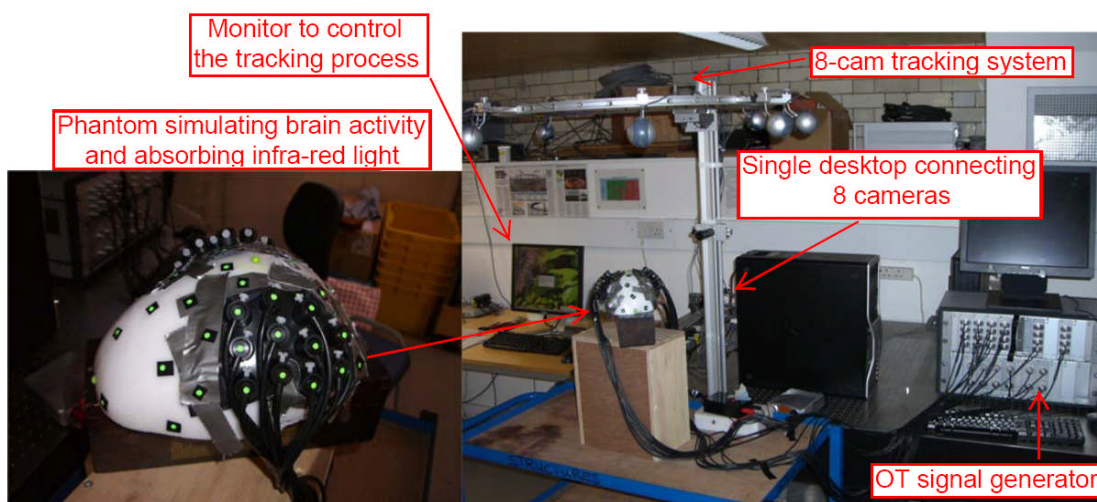 Monitor to control
the tracking process
8-cam tracking system
Phantom simulating brain activity
and absorbing infra-red light
Single desktop connecting
8 cameras
STRUCTURES
OT signal generator